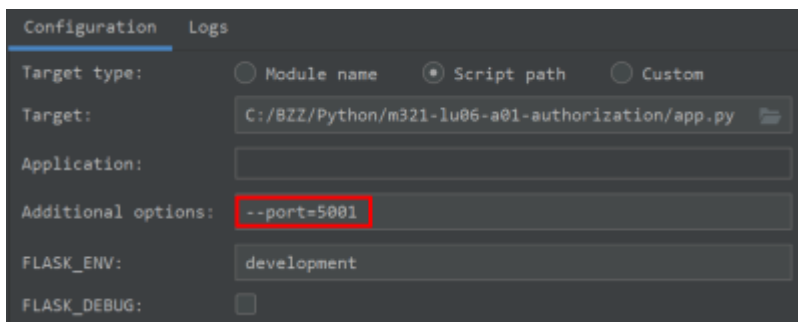 Configuration Logs
Target type: Module name Script path Custom
Target: C:/BZZ/Python/m321-lu06-a01-authorization/app.py
Application:
Additional options: --port=5001
FLASK_ENV: development
FLASK_DEBUG: